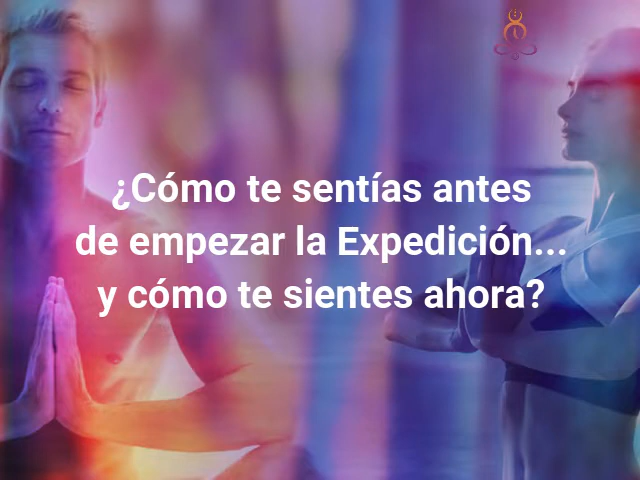 ¿Cómo te sentías antes
de empezar la Expedición...
y cómo te sientes ahora?